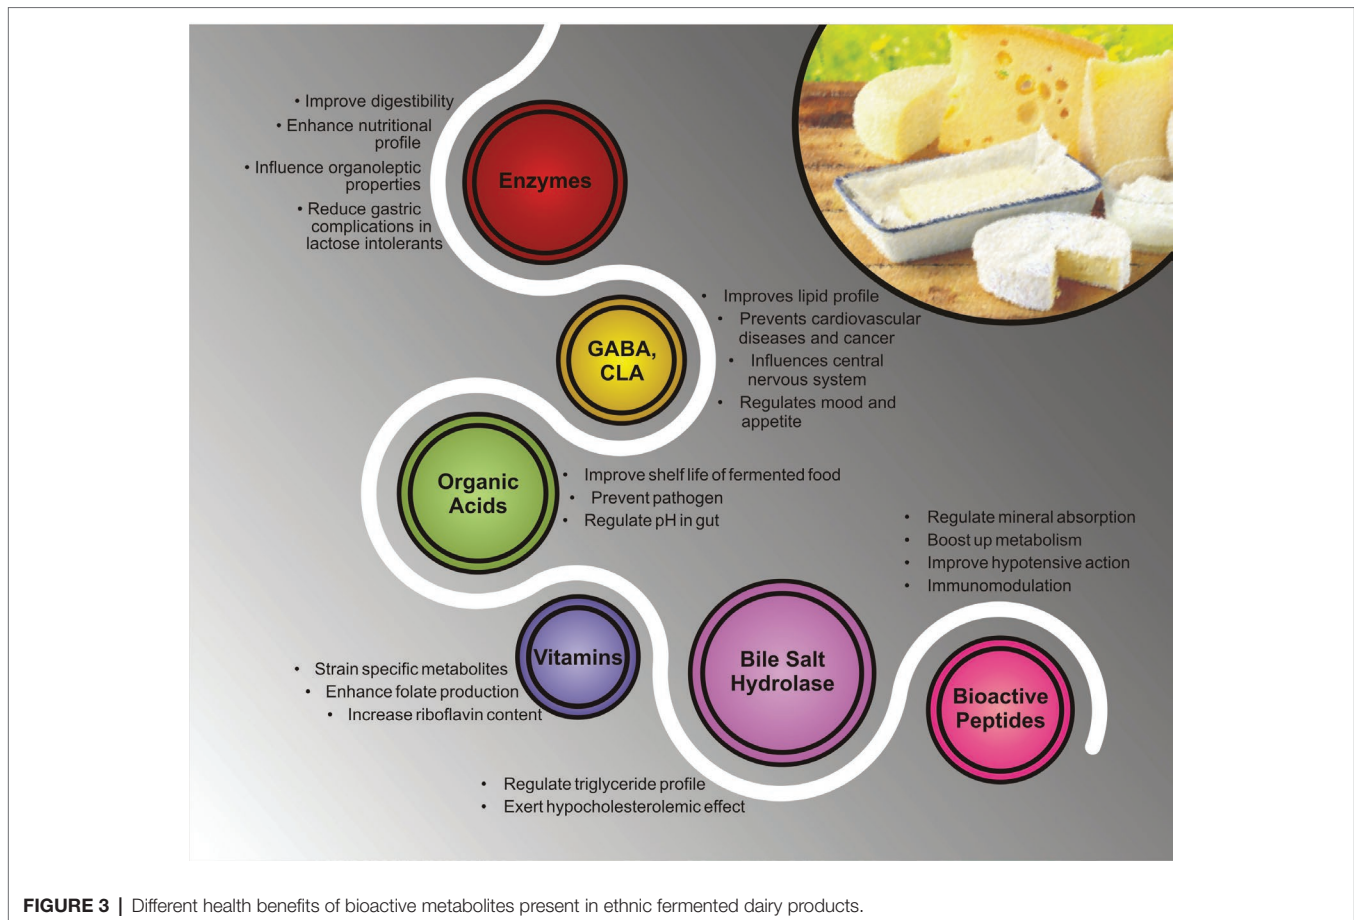 • Improve digestibility
• Enhance nutritional
profile
• Influence organoleptic
properties
• Reduce gastric
complications in
lactose intolerants
Enzymes
GABA,
CLA
• Improves lipid profile
• Prevents cardiovascular
diseases and cancer
• Influences central
nervous system
• Regulates mood and
appetite
Organic
Acids
• Improve shelf life of fermented food
• Prevent pathogen
• Regulate pH in gut
Vitamins
• Strain specific metabolites
• Enhance folate production
• Increase riboflavin content
Bile Salt
Hydrolase
• Regulate triglyceride profile
• Exert hypocholesterolemic effect
• Regulate mineral absorption
• Boost up metabolism
• Improve hypotensive action
• Immunomodulation
Bioactive
Peptides
FIGURE 3 | Different health benefits of bioactive metabolites present in ethnic fermented dairy products.